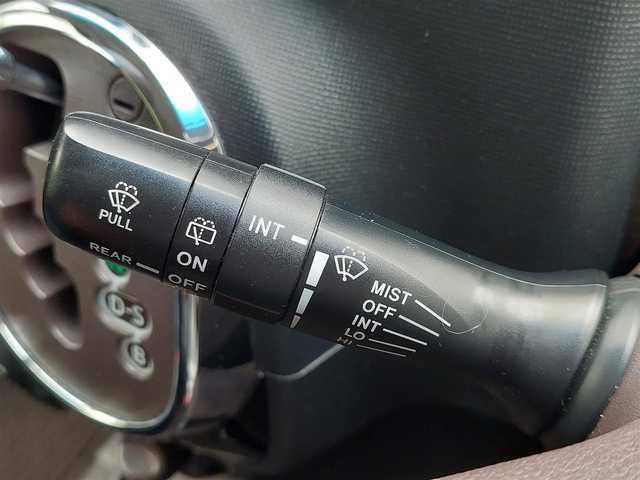 PULL
REAR
ON
OFF
INT
MIST
OFF
INT
LO
HI
D-S
B